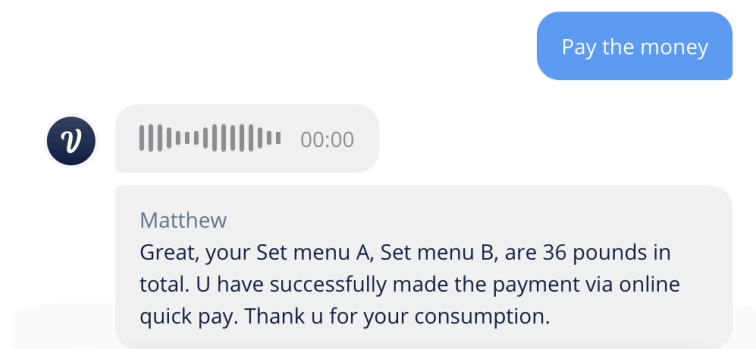 Pay the money
V
00:00
Matthew
Great, your Set menu A, Set menu B, are 36 pounds in
total. U have successfully made the payment via online
quick pay. Thank u for your consumption.